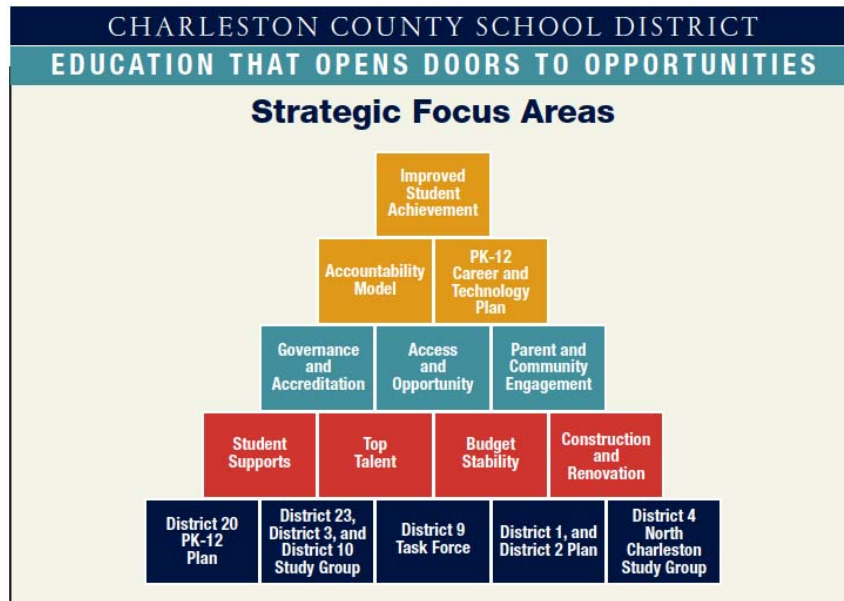 CHARLESTON COUNTY SCHOOL DISTRICT
EDUCATION THAT OPENS DOORS TO OPPORTUNITIES
Strategic Focus Areas
Improved
Student
Achievement
Accountability
Model
PK-12
Career and
Technology
Plan
Governance
and
Accreditation
Access
and
Opportunity
Parent and
Community
Engagement
Student
Supports
Top
Talent
Budget
Stability
Construction
and
Renovation
District 20
PK-12
Plan
District 23,
District 3, and
District 10
Study Group
District 9
Task Force
District 1, and
District 2 Plan
District 4
North
Charleston
Study Group